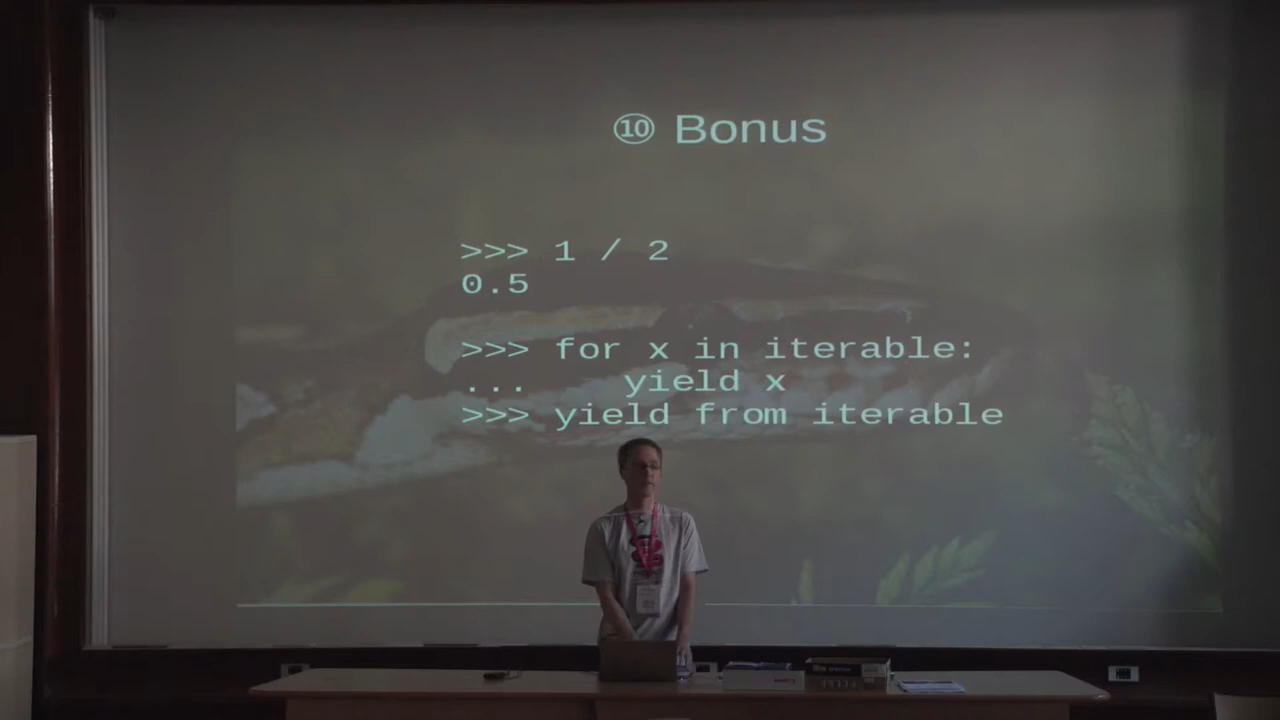 ⑩ Bonus
>>> 1 / 2
0.5
>>> for x in iterable:
...    yield x
>>> yield from iterable